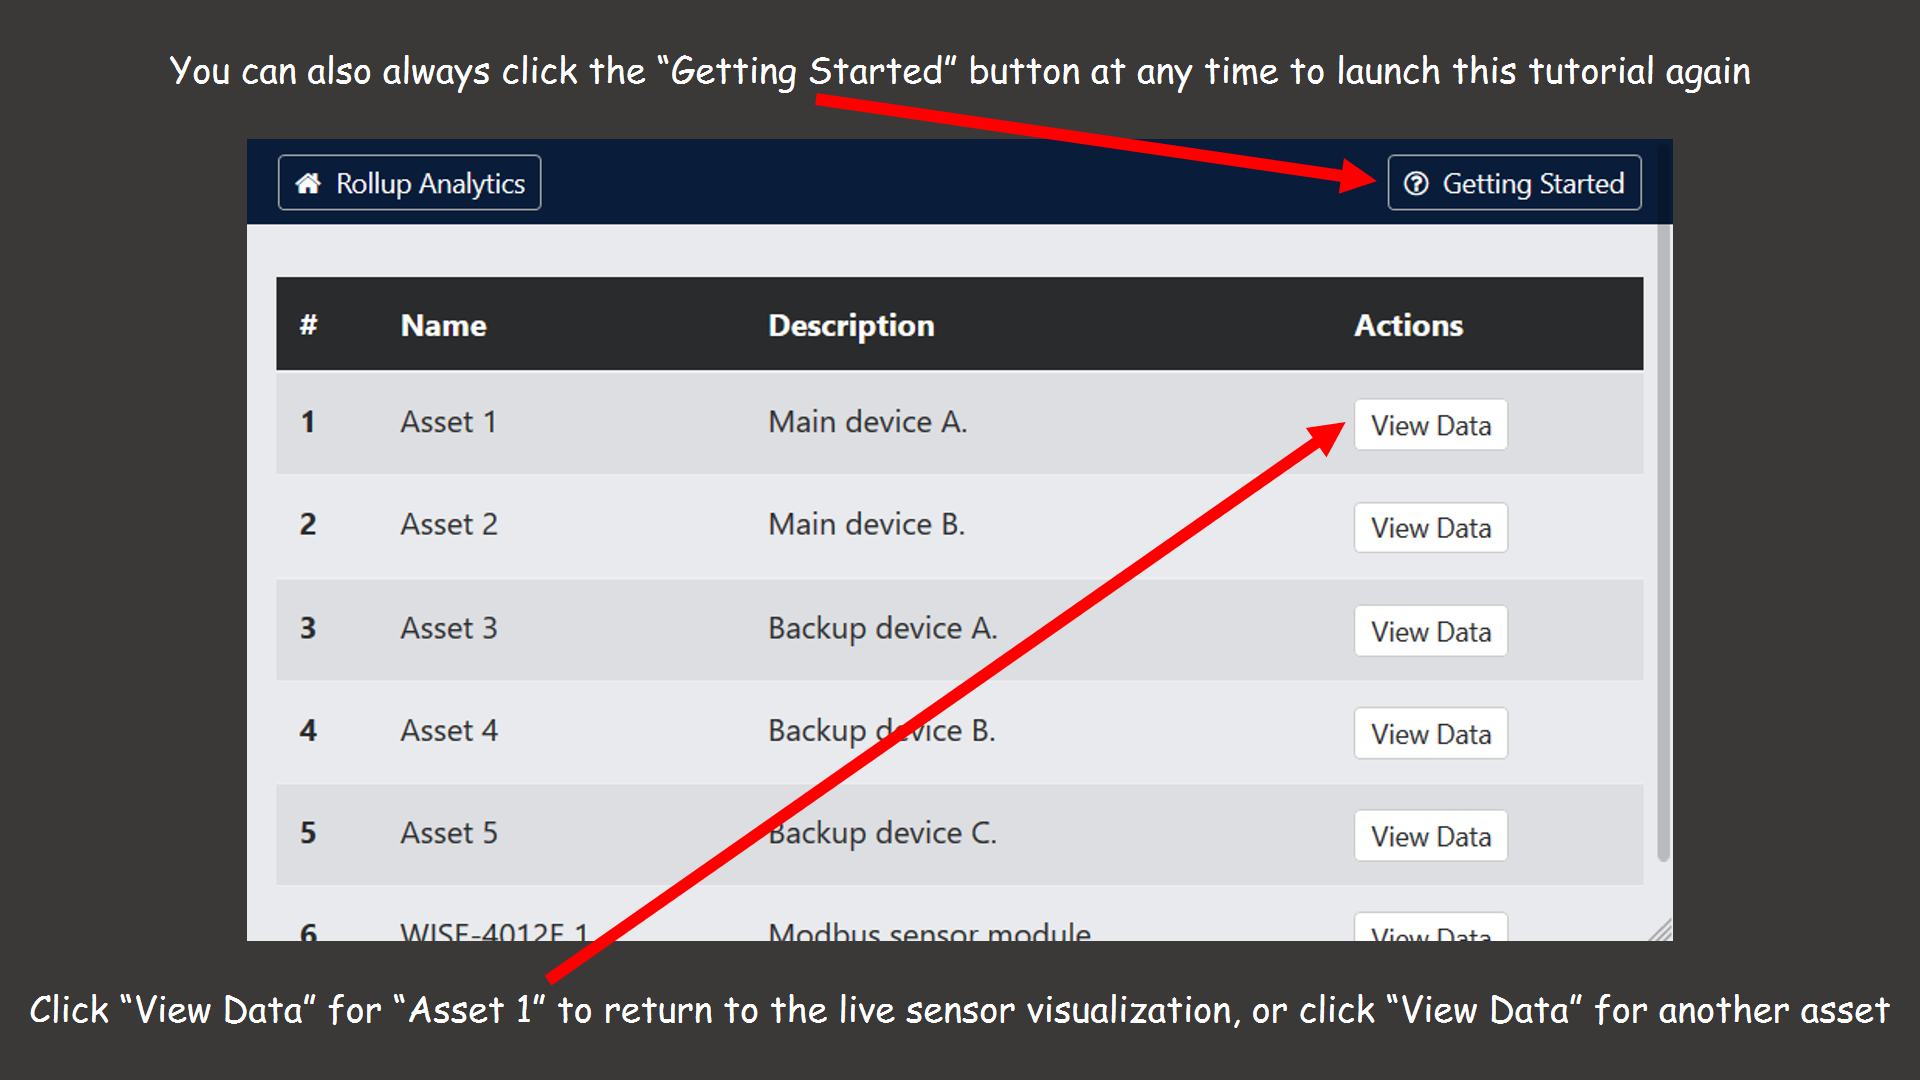 You can also always click the “Getting Started” button at any time to launch this tutorial again
Rollup Analytics
Getting Started
# Name Description Actions
1 Asset 1 Main device A. View Data
2 Asset 2 Main device B. View Data
3 Asset 3 Backup device A. View Data
4 Asset 4 Backup device B. View Data
5 Asset 5 Backup device C. View Data
6 WISE-4012E 1 Modbus sensor module View Data
Click “View Data” for “Asset 1” to return to the live sensor visualization, or click “View Data” for another asset